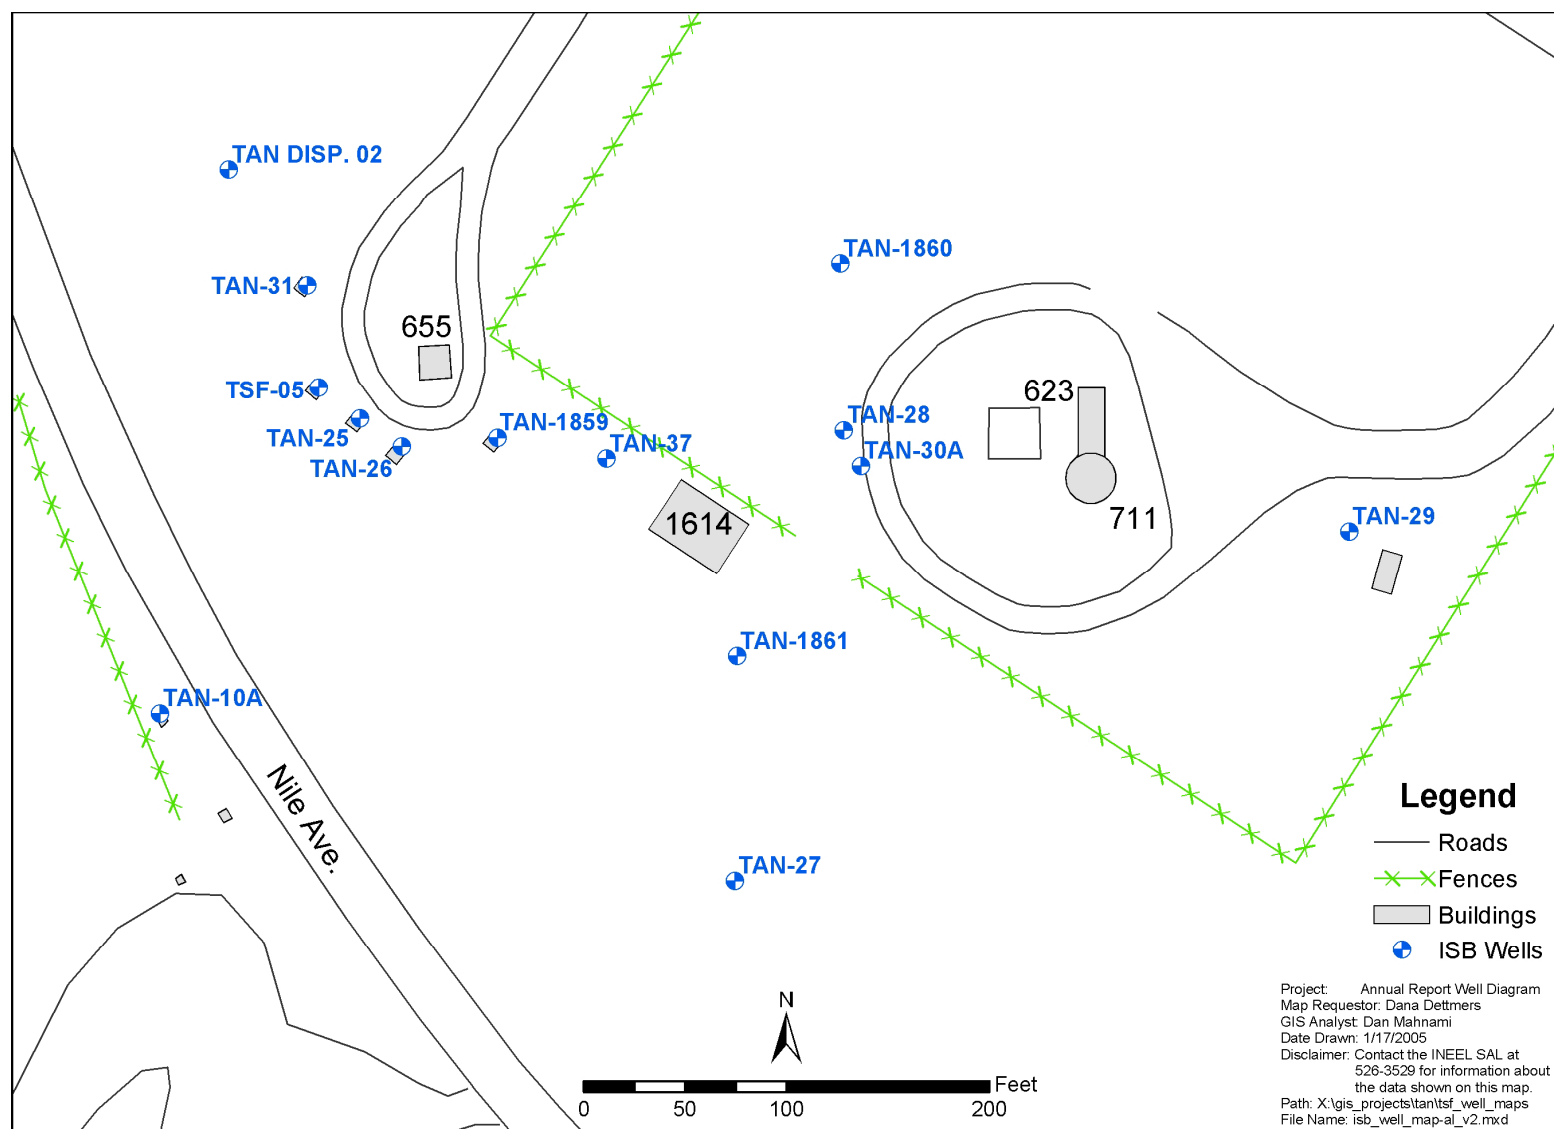 TAN DISP. 02
TAN-1860
TAN-31
655
TSF-05
623
TAN-28
TAN-1859
TAN-25
TAN-37
TAN-30A
TAN-26
1614
711
TAN-29
TAN-1861
TAN-10A
Nile Ave.
TAN-27
Legend
Roads
Fences
Buildings
ISB Wells
N
Feet
0 50 100 200
Project: Annual Report Well Diagram
Map Requestor: Dana Dettmers
GIS Analyst: Dan Mahnami
Date Drawn: 1/17/2005
Disclaimer: Contact the INEEL SAL at
526-3529 for information about
the data shown on this map.
Path: X:\gis_projects\tan\tsf_well_maps
File Name: isb_well_map-al_v2.mxd